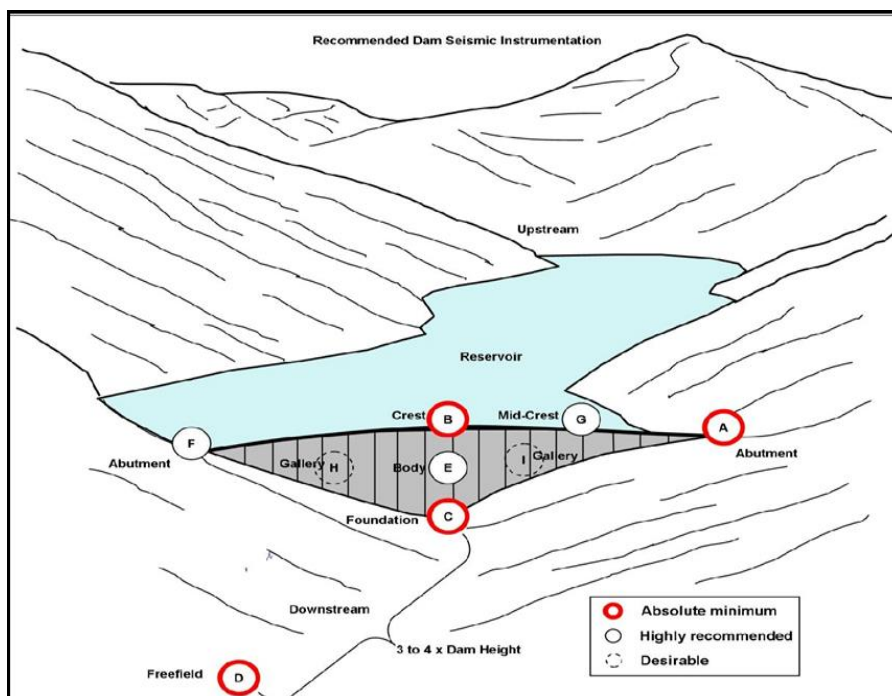 Recommended Dam Seismic Instrumentation
Upstream
Reservoir
Crest B Mid-Crest G A
F
Abutment Abutment
Gallery H Body E I Gallery
Foundation C
Downstream
Absolute minimum
Highly recommended
3 to 4 x Dam Height
Desirable
Freefield D